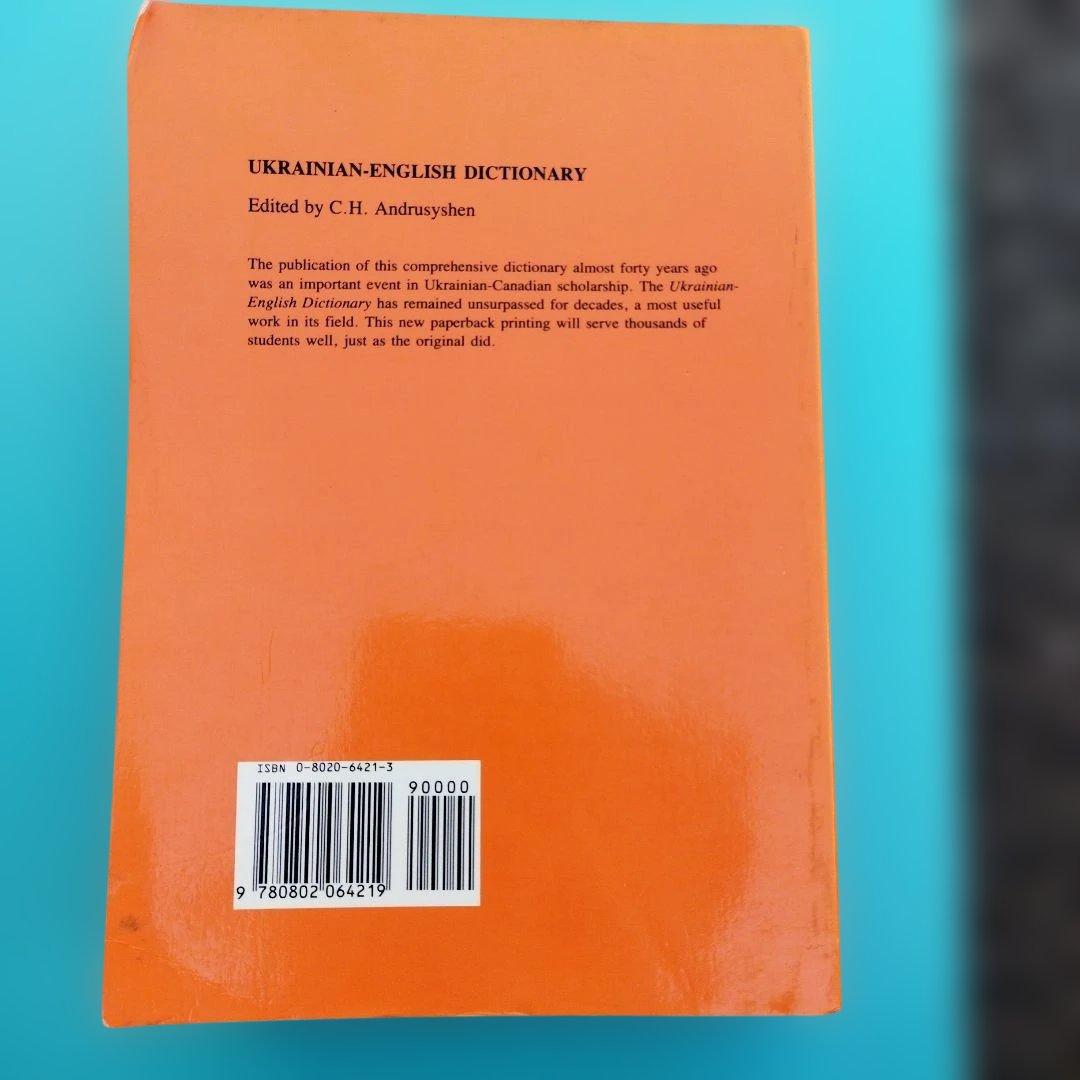 UKRAINIAN-ENGLISH DICTIONARY
Edited by C.H. Andrusyshen
The publication of this comprehensive dictionary almost forty years ago
was an important event in Ukrainian-Canadian scholarship. The Ukrainian-
English Dictionary has remained unsurpassed for decades, a most useful
work in its field. This new paperback printing will serve thousands of
students well, just as the original did.
ISBN 0-8020-6421-3
90000
9 780802 064219